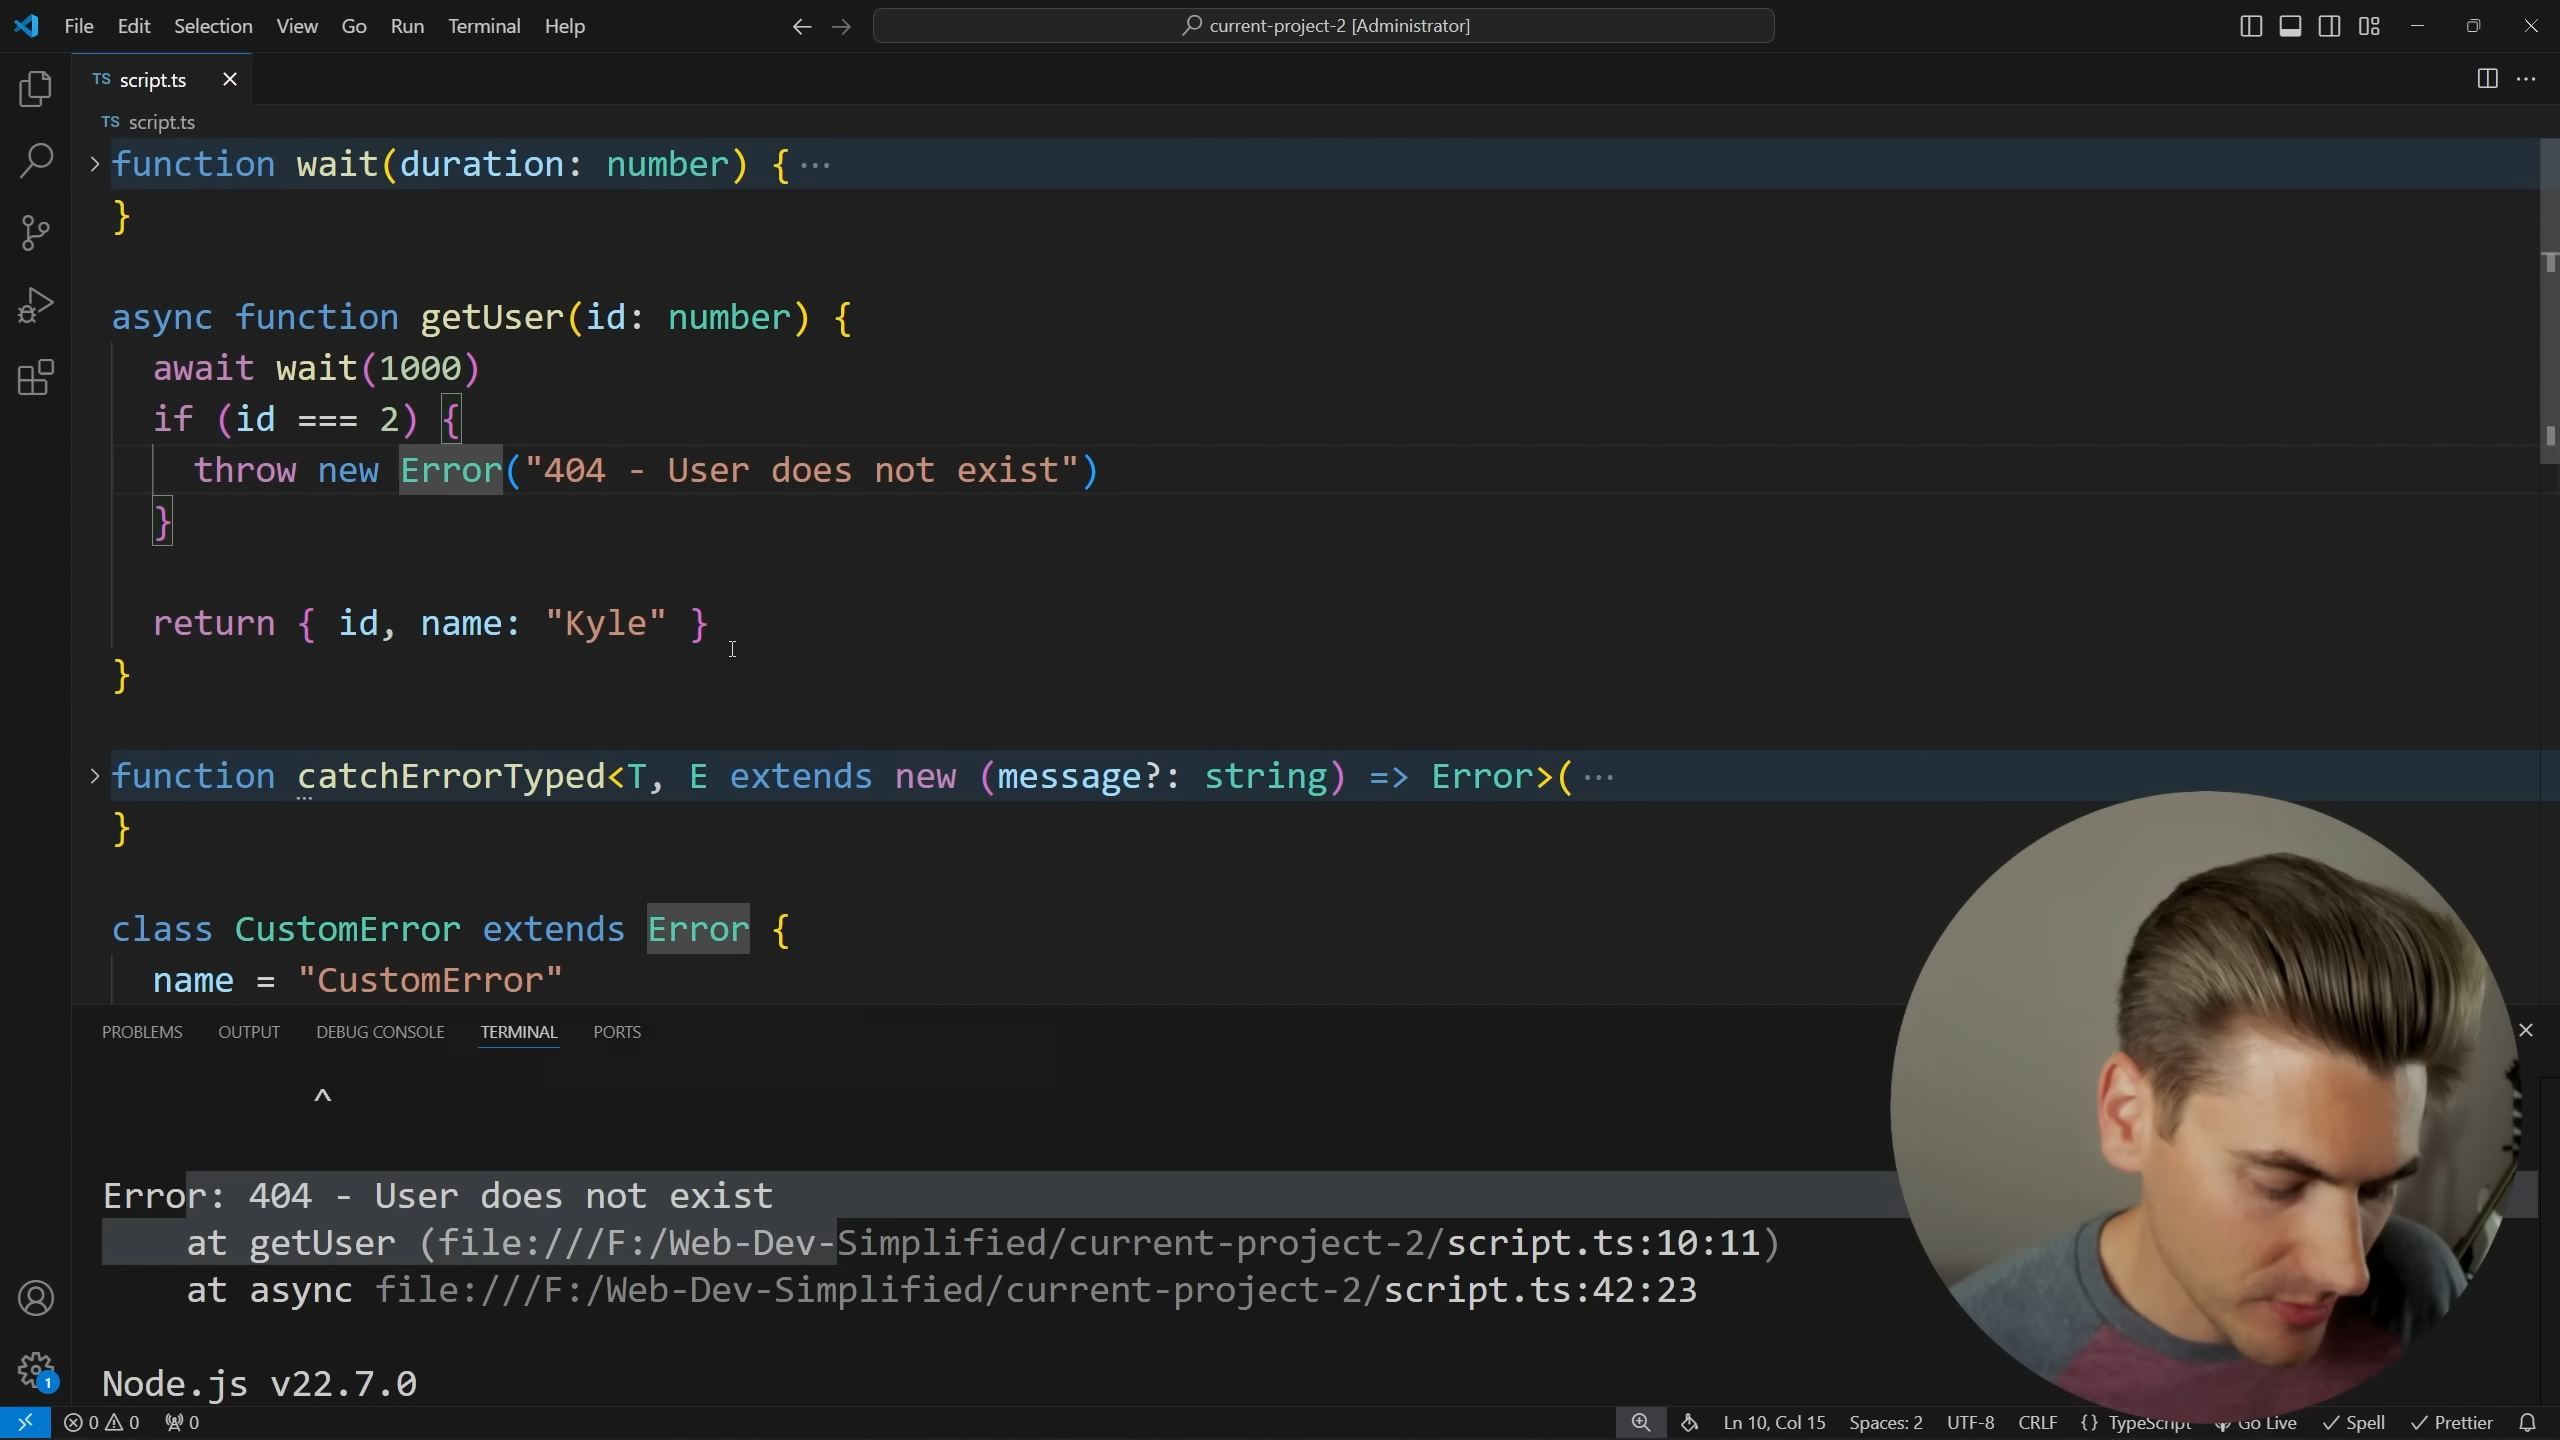 File Edit Selection View Go Run Terminal Help
current-project-2 [Administrator]
TS script.ts
TS script.ts
function wait(duration: number) {
}
async function getUser(id: number) {
await wait(1000)
if (id === 2) {
throw new Error("404 - User does not exist")
}
return { id, name: "Kyle" }
}
function catchErrorTyped<T, E extends new (message?: string) => Error>(
}
class CustomError extends Error {
name = "CustomError"
PROBLEMS OUTPUT DEBUG CONSOLE TERMINAL PORTS
^
Error: 404 - User does not exist
at getUser (file:///F:/Web-Dev-Simplified/current-project-2/script.ts:10:11)
at async file:///F:/Web-Dev-Simplified/current-project-2/script.ts:42:23
Node.js v22.7.0
1
0 0 0 Ln 10, Col 15 Spaces: 2 UTF-8 CRLF {} TypeScript Go Live Spell Prettier